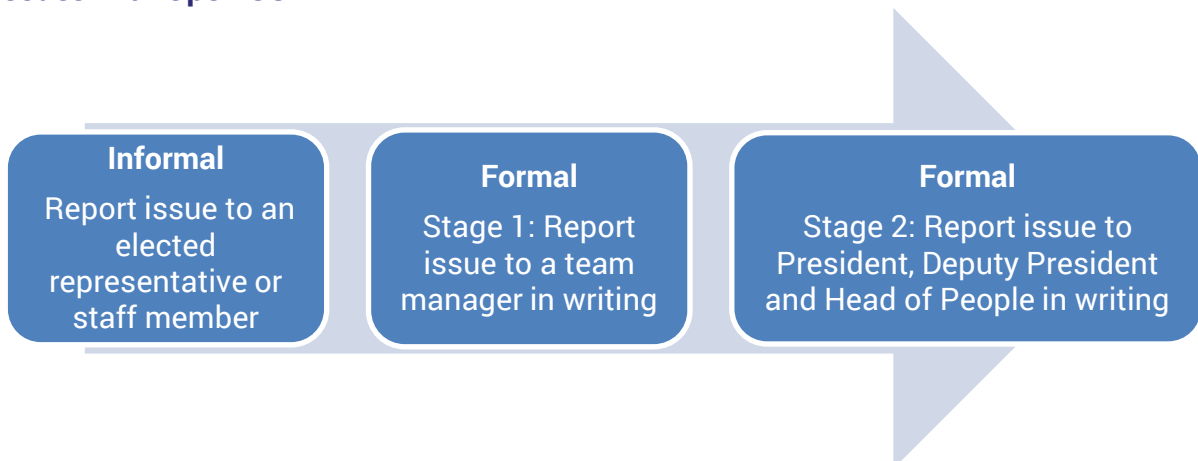 Informal
Report issue to an
elected
representative or
staff member
Formal
Stage 1: Report
issue to a team
manager in writing
Formal
Stage 2: Report issue to
President, Deputy President
and Head of People in writing